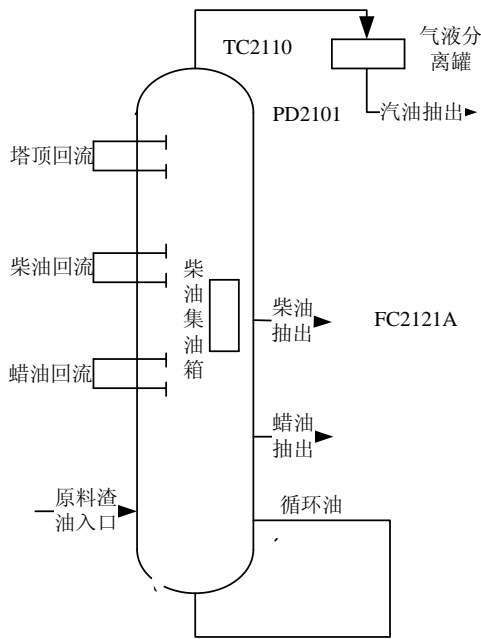 TC2110
气液分
离罐
PD2101
汽油抽出
塔顶回流
柴油回流
柴油集油箱
柴油
抽出
FC2121A
蜡油回流
蜡油
抽出
原料渣
油入口
循环油